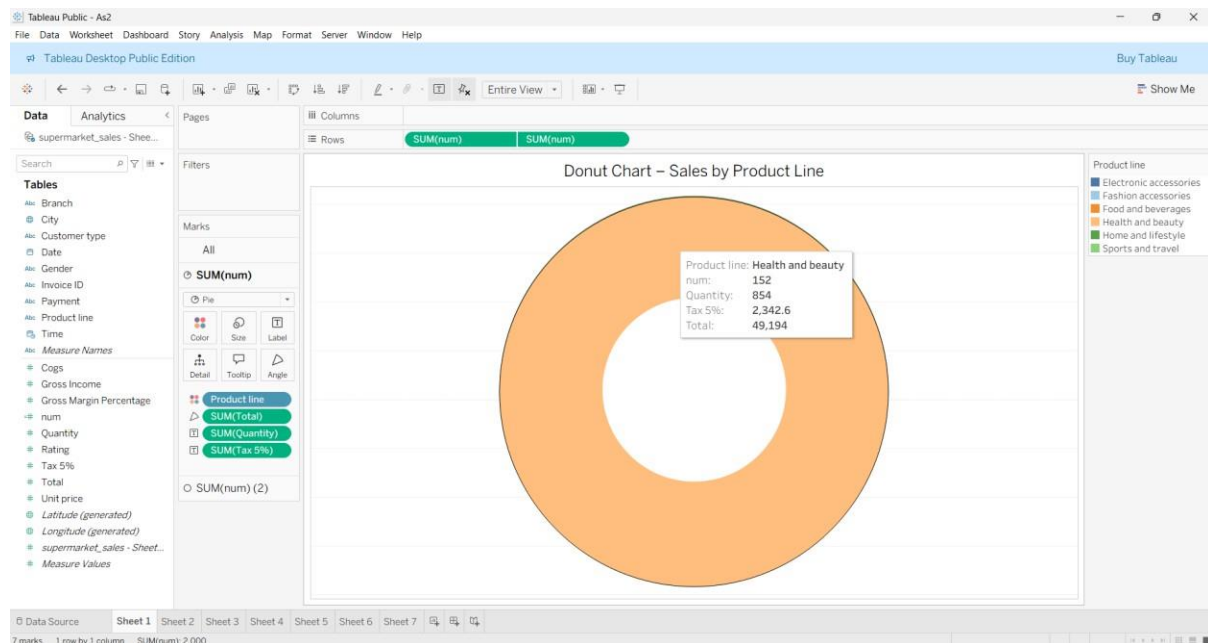 Tableau Public - As2
File Data Worksheet Dashboard Story Analysis Map Format Server Window Help
Tableau Desktop Public Edition
Buy Tableau
Entire View
Show Me
Data Analytics
supermarket_sales - Shee...
Search
Tables
Abc Branch
City
Abc Customer type
Date
Abc Gender
Abc Invoice ID
Abc Payment
Abc Product line
Time
Abc Measure Names
# Cogs
# Gross Income
# Gross Margin Percentage
=# num
# Quantity
# Rating
# Tax 5%
# Total
# Unit price
Latitude (generated)
Longitude (generated)
# supermarket_sales - Sheet...
# Measure Values
Pages
Filters
Marks
All
SUM(num)
Pie
Color Size Label
Detail Tooltip Angle
Product line
SUM(Total)
SUM(Quantity)
SUM(Tax 5%)
SUM(num) (2)
Columns
Rows SUM(num) SUM(num)
Donut Chart – Sales by Product Line
Product line: Health and beauty
num: 152
Quantity: 854
Tax 5%: 2,342.6
Total: 49,194
Product line
Electronic accessories
Fashion accessories
Food and beverages
Health and beauty
Home and lifestyle
Sports and travel
Data Source Sheet 1 Sheet 2 Sheet 3 Sheet 4 Sheet 5 Sheet 6 Sheet 7
7 marks 1 row by 1 column SUM(num): 2,000